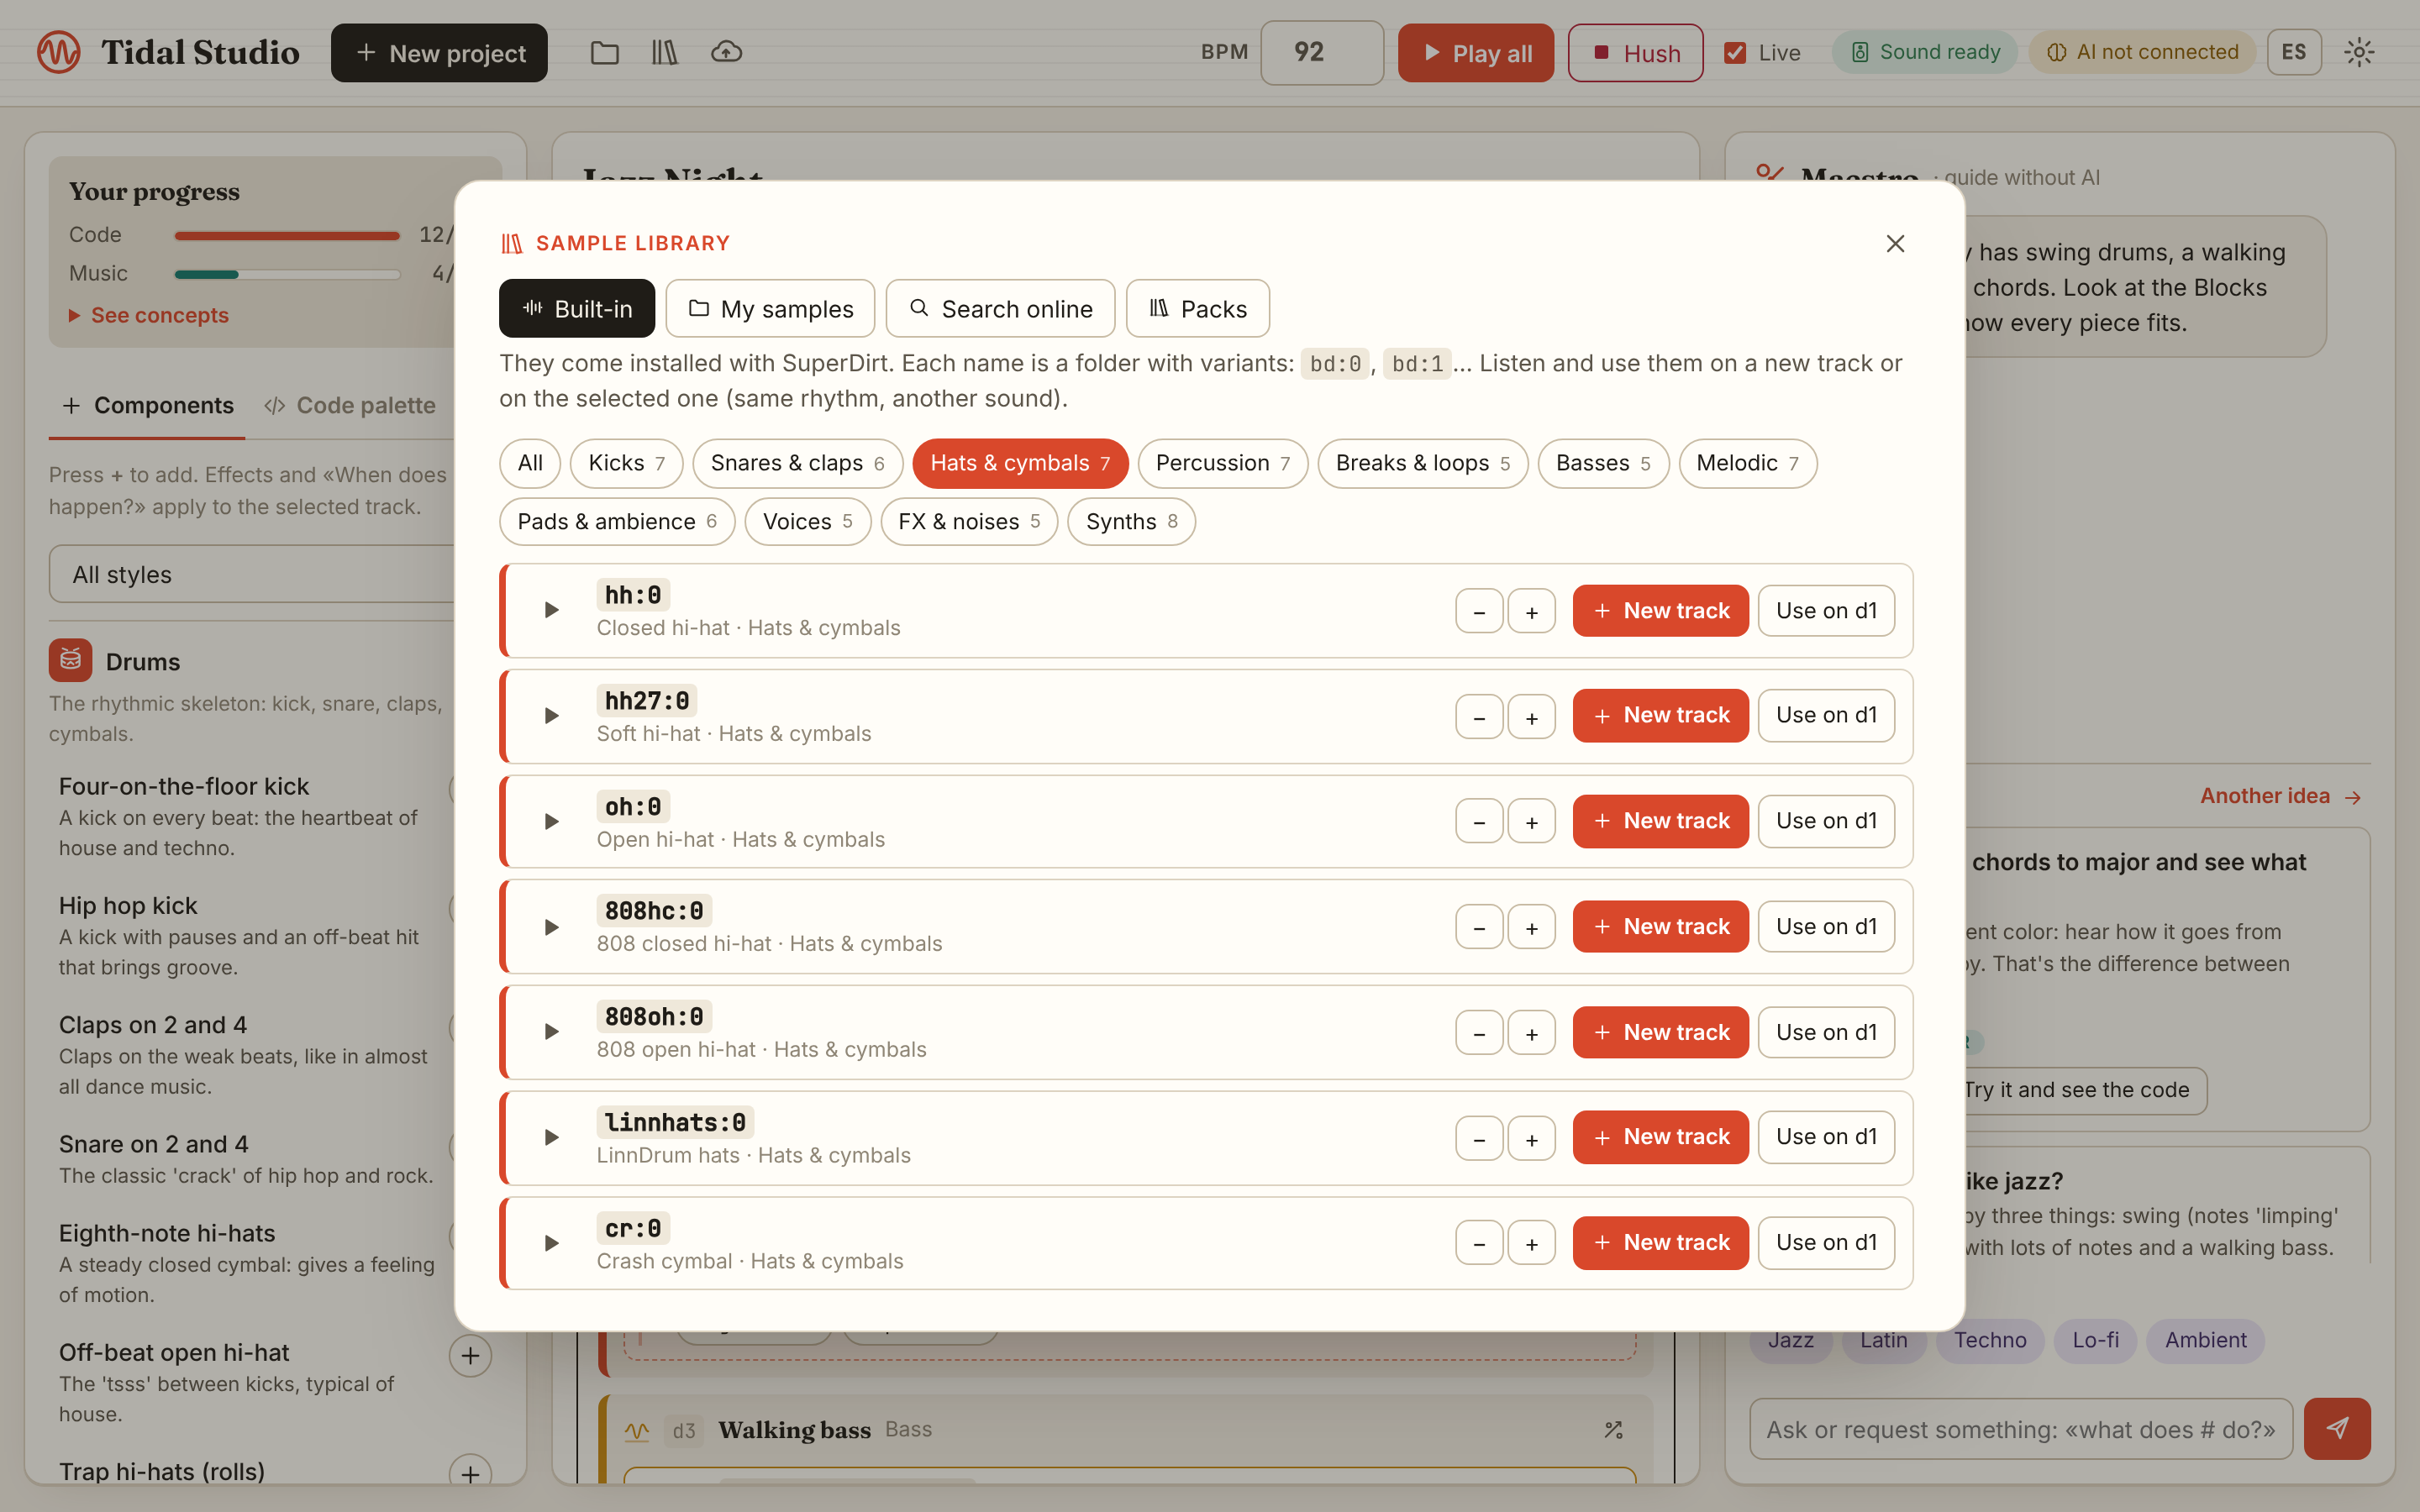 Tidal Studio
New project
BPM
92
Play all
Hush
Live
Sound ready
AI not connected
ES
Your progress
Code
12/
Music
4/
See concepts
Components
Code palette
Press + to add. Effects and «When does
happen?» apply to the selected track.
All styles
Drums
The rhythmic skeleton: kick, snare, claps,
cymbals.
Four-on-the-floor kick
A kick on every beat: the heartbeat of
house and techno.
Hip hop kick
A kick with pauses and an off-beat hit
that brings groove.
Claps on 2 and 4
Claps on the weak beats, like in almost
all dance music.
Snare on 2 and 4
The classic 'crack' of hip hop and rock.
Eighth-note hi-hats
A steady closed cymbal: gives a feeling
of motion.
Off-beat open hi-hat
The 'tsss' between kicks, typical of
house.
Trap hi-hats (rolls)
Jazz Night
SAMPLE LIBRARY
Built-in
My samples
Search online
Packs
They come installed with SuperDirt. Each name is a folder with variants: bd:0, bd:1... Listen and use them on a new track or
on the selected one (same rhythm, another sound).
All
Kicks 7
Snares & claps 6
Hats & cymbals 7
Percussion 7
Breaks & loops 5
Basses 5
Melodic 7
Pads & ambience 6
Voices 5
FX & noises 5
Synths 8
hh:0
Closed hi-hat · Hats & cymbals
− + + New track Use on d1
hh27:0
Soft hi-hat · Hats & cymbals
− + + New track Use on d1
oh:0
Open hi-hat · Hats & cymbals
− + + New track Use on d1
808hc:0
808 closed hi-hat · Hats & cymbals
− + + New track Use on d1
808oh:0
808 open hi-hat · Hats & cymbals
− + + New track Use on d1
linnhats:0
LinnDrum hats · Hats & cymbals
− + + New track Use on d1
cr:0
Crash cymbal · Hats & cymbals
− + + New track Use on d1
d3 Walking bass Bass
Maestro · guide without AI
has swing drums, a walking
chords. Look at the Blocks
how every piece fits.
Another idea →
chords to major and see what
color: hear how it goes from
That's the difference between
Try it and see the code
like jazz?
by three things: swing (notes 'limping'
with lots of notes and a walking bass.
Jazz
Latin
Techno
Lo-fi
Ambient
Ask or request something: «what does # do?»